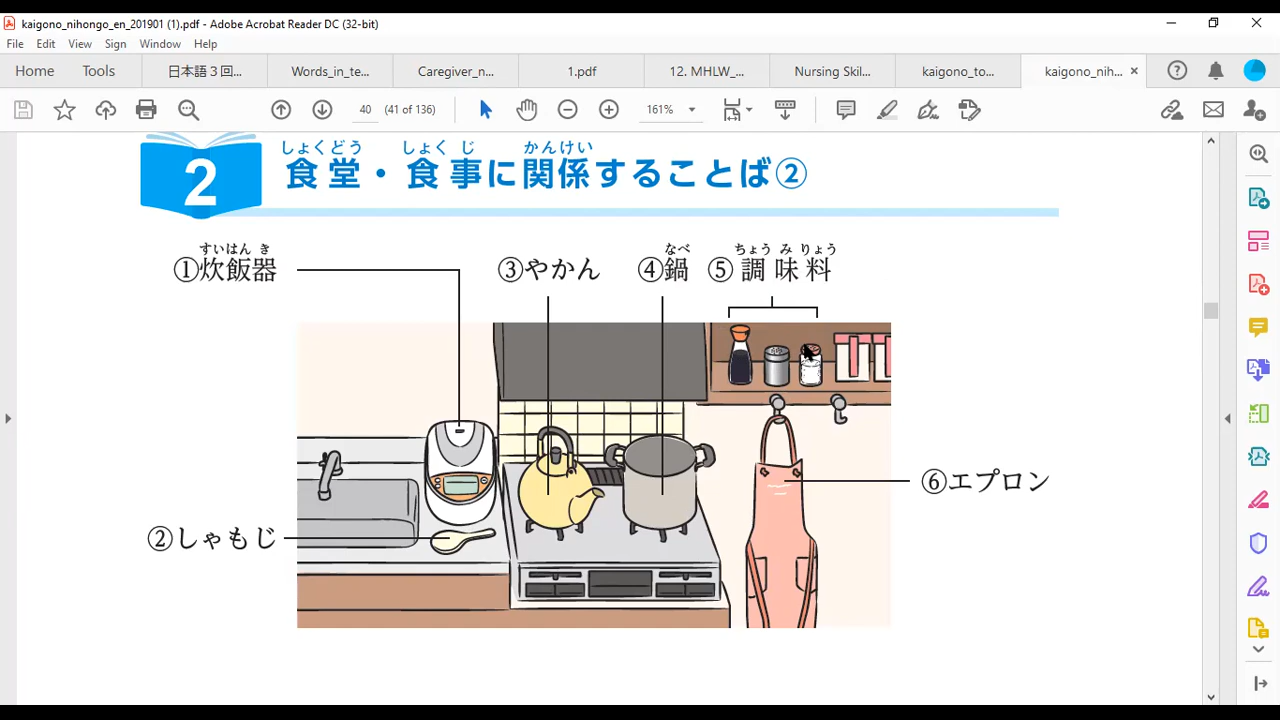 kaigono_nihongo_en_201901 (1).pdf - Adobe Acrobat Reader DC (32-bit)
File Edit View Sign Window Help
Home Tools 日本語３回... Words_in_te... Caregiver_n... 1.pdf 12. MHLW_... Nursing Skil... kaigono_to... kaigono_nih... ×
40 (41 of 136) 161%
しょくどう しょく じ かんけい
2 食堂・食事に関係することば②
すいはん き なべ ちょう み りょう
①炊飯器 ③やかん ④鍋 ⑤調味料
⑥エプロン
②しゃもじ